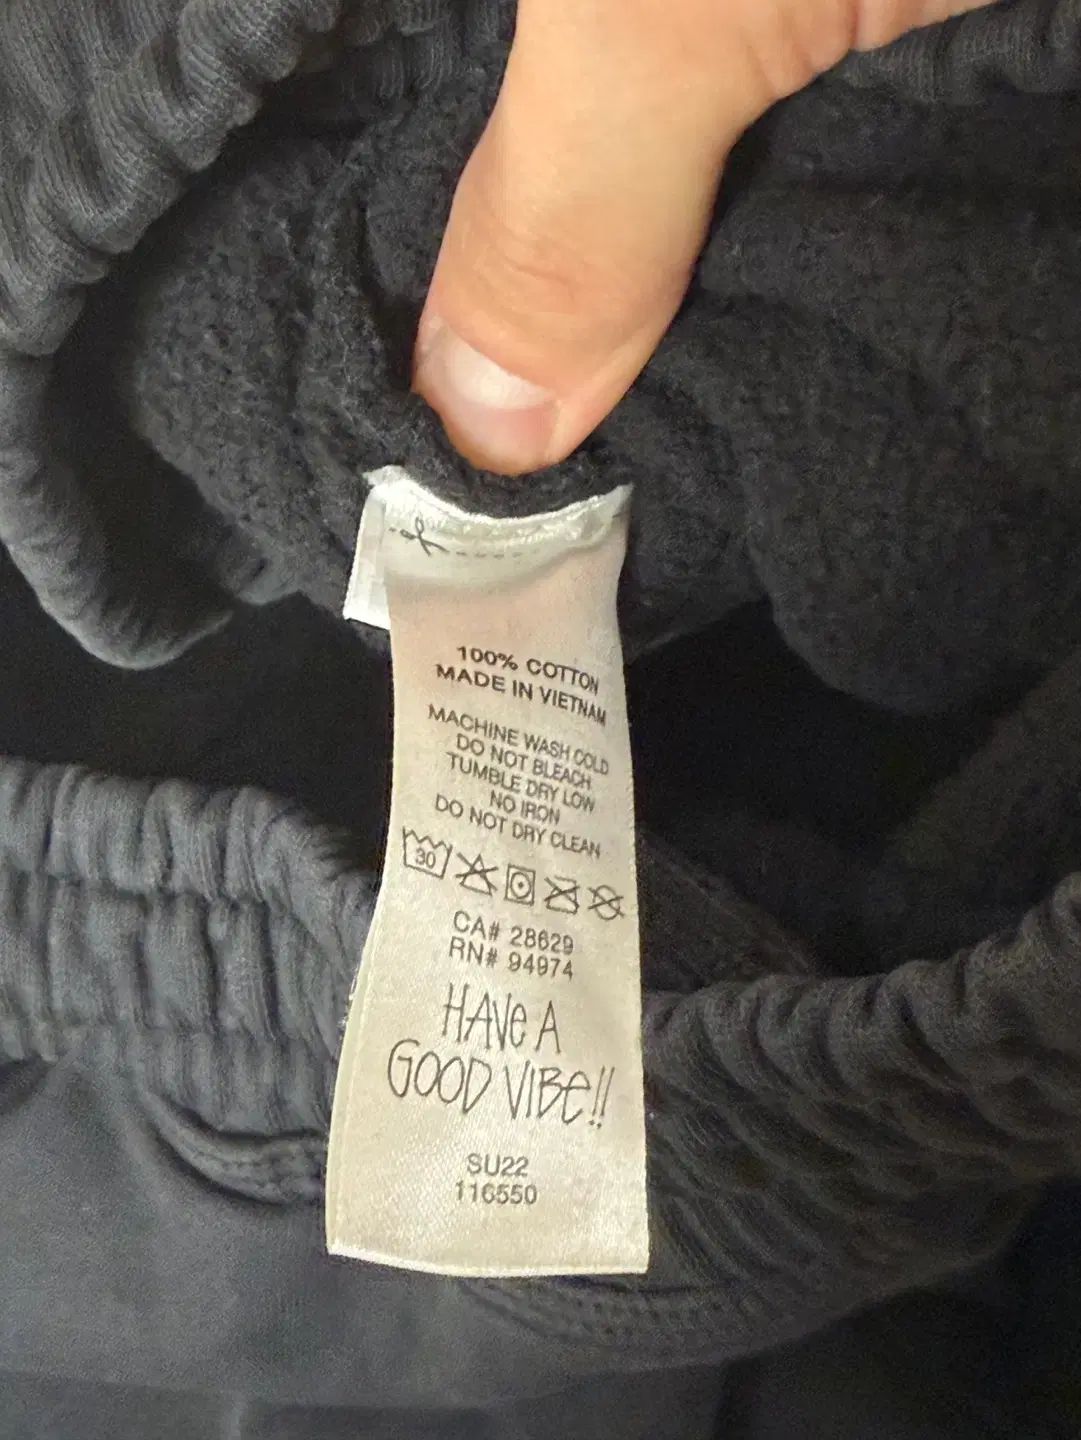 100% COTTON
MADE IN VIETNAM
MACHINE WASH COLD
DO NOT BLEACH
TUMBLE DRY LOW
NO IRON
DO NOT DRY CLEAN
30
CA# 28629
RN# 94974
HAVe A
GOOD VIBe!!
SU22
116550